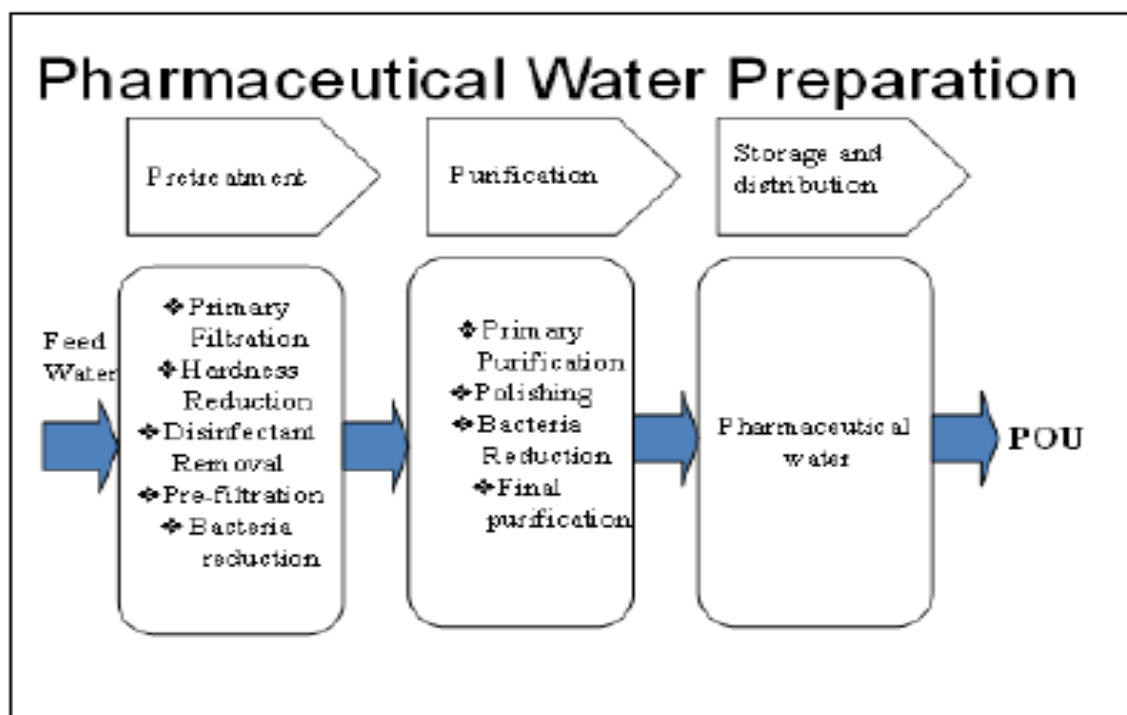 Pharmaceutical Water Preparation
Pretreatment
Purification
Storage and
distribution
Feed
Water
❖Primary
Filtration
❖Hardness
Reduction
❖Disinfectant
Removal
❖Pre-filtration
❖Bacteria
reduction
❖Primary
Purification
❖Polishing
❖Bacteria
Reduction
❖Final
purification
Pharmaceutical
water
POU